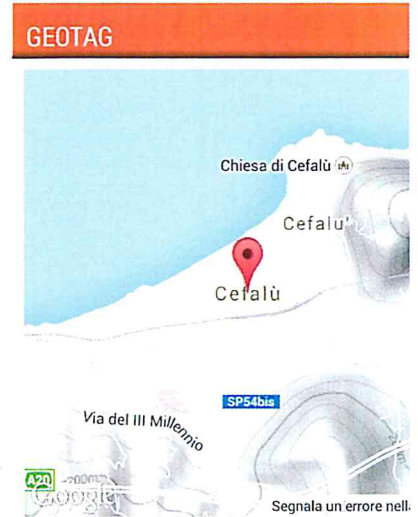 GEOTAG
Chiesa di Cefalù
Cefalu'
Cefalù
SP54bis
Via del III Millennio
A20
Google
Segnala un errore nell